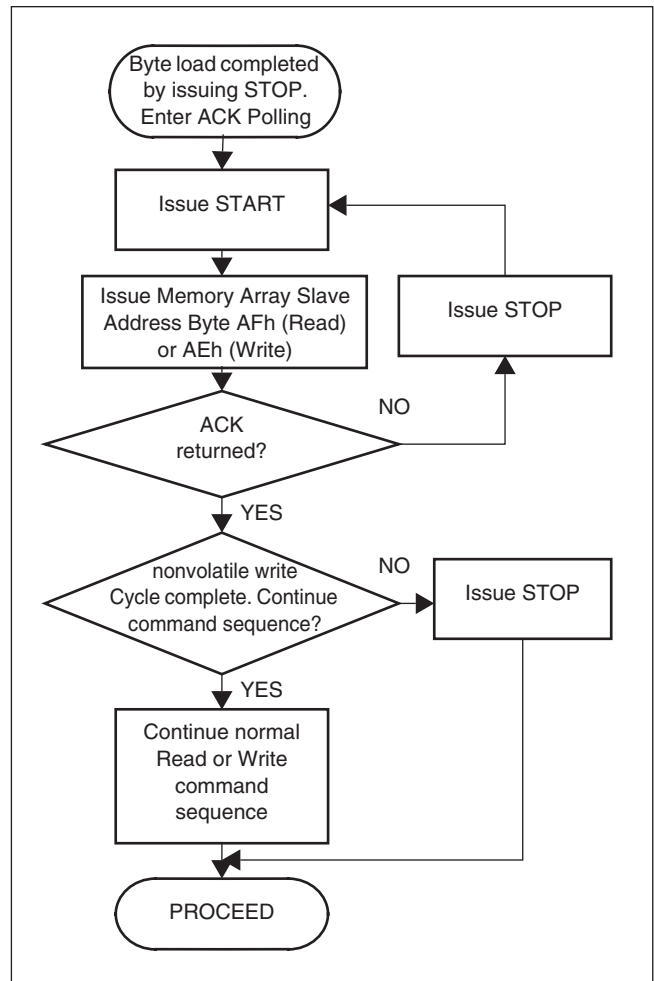 Byte load completed
by issuing STOP.
Enter ACK Polling
Issue START
Issue Memory Array Slave
Address Byte AFh (Read)
or AEh (Write)
Issue STOP
ACK
returned?
NO
YES
nonvolatile write
Cycle complete. Continue
command sequence?
NO
Issue STOP
YES
Continue normal
Read or Write
command
sequence
PROCEED